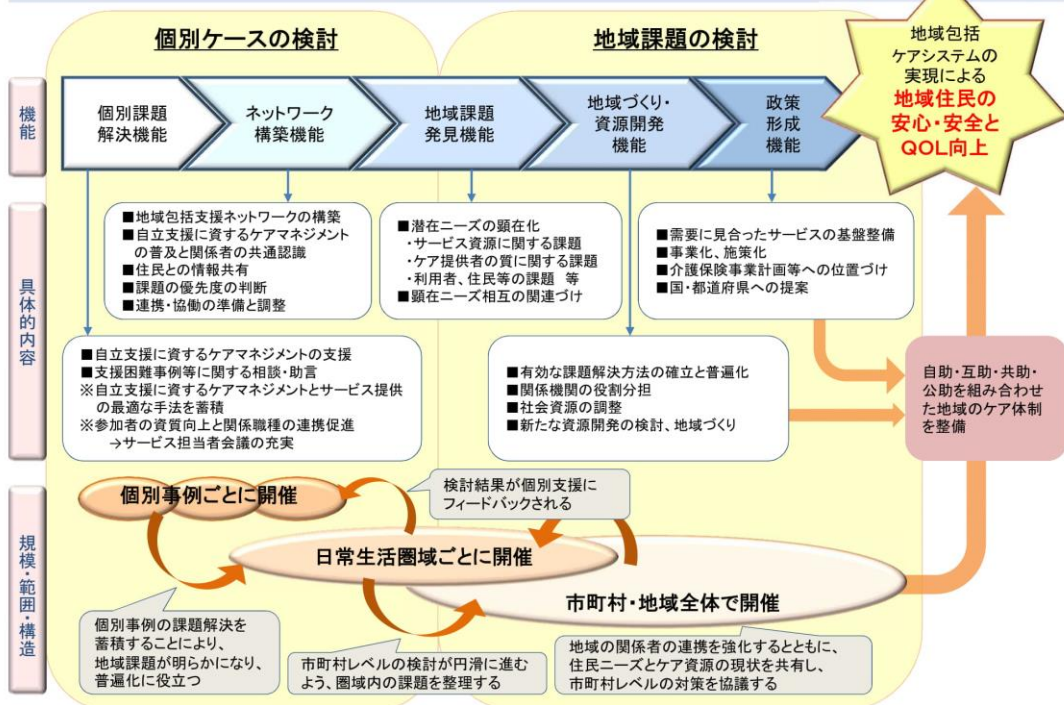 個別ケースの検討
地域課題の検討
地域包括
ケアシステムの
実現による
地域住民の
安心・安全と
QOL向上
機能
個別課題
解決機能
ネットワーク
構築機能
地域課題
発見機能
地域づくり・
資源開発
機能
政策
形成
機能
具体的内容
■地域包括支援ネットワークの構築
■自立支援に資するケアマネジメント
の普及と関係者の共通認識
■住民との情報共有
■課題の優先度の判断
■連携・協働の準備と調整
■潜在ニーズの顕在化
・サービス資源に関する課題
・ケア提供者の質に関する課題
・利用者、住民等の課題 等
■顕在ニーズ相互の関連づけ
■需要に見合ったサービスの基盤整備
■事業化、施策化
■介護保険事業計画等への位置づけ
■国・都道府県への提案
■自立支援に資するケアマネジメントの支援
■支援困難事例等に関する相談・助言
※自立支援に資するケアマネジメントとサービス提供
の最適な手法を蓄積
※参加者の資質向上と関係職種の連携促進
→サービス担当者会議の充実
■有効な課題解決方法の確立と普遍化
■関係機関の役割分担
■社会資源の調整
■新たな資源開発の検討、地域づくり
自助・互助・共助・
公助を組み合わせ
た地域のケア体制
を整備
規模・範囲・構造
個別事例ごとに開催
検討結果が個別支援に
フィードバックされる
日常生活圏域ごとに開催
市町村・地域全体で開催
個別事例の課題解決を
蓄積することにより、
地域課題が明らかになり、
普遍化に役立つ
市町村レベルの検討が円滑に進む
よう、圏域内の課題を整理する
地域の関係者の連携を強化するとともに、
住民ニーズとケア資源の現状を共有し、
市町村レベルの対策を協議する